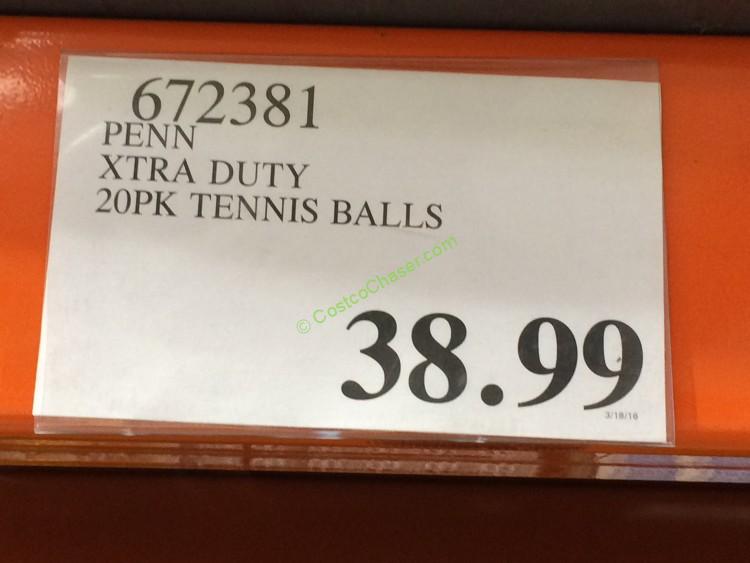 672381
PENN
XTRA DUTY
20PK TENNIS BALLS
© CostcoChaser.com
38.99
3/18/16